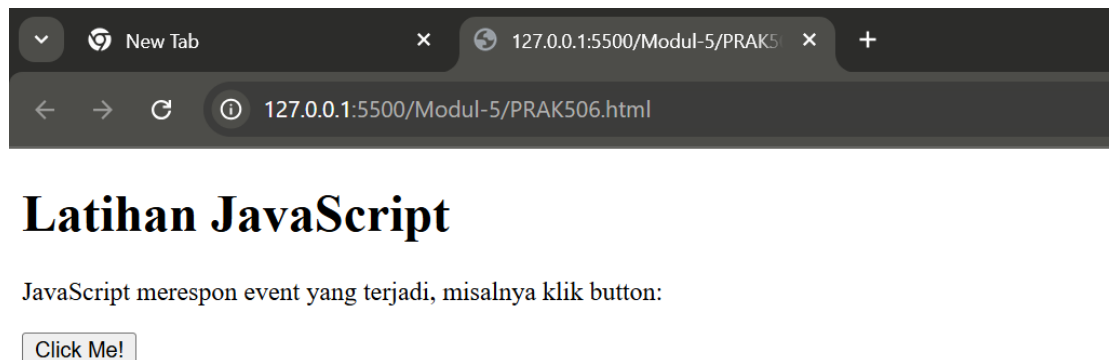 New Tab
127.0.0.1:5500/Modul-5/PRAK5
127.0.0.1:5500/Modul-5/PRAK506.html
Latihan JavaScript
JavaScript merespon event yang terjadi, misalnya klik button:
Click Me!